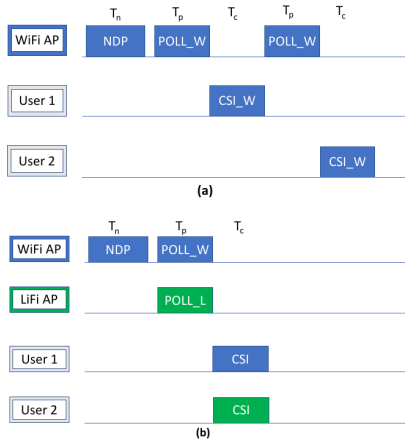 Tn Tp Tc Tp Tc
WiFi AP NDP POLL_W POLL_W
User 1 CSI_W
User 2 CSI_W
(a)
Tn Tp Tc
WiFi AP NDP POLL_W
LiFi AP POLL_L
User 1 CSI
User 2 CSI
(b)